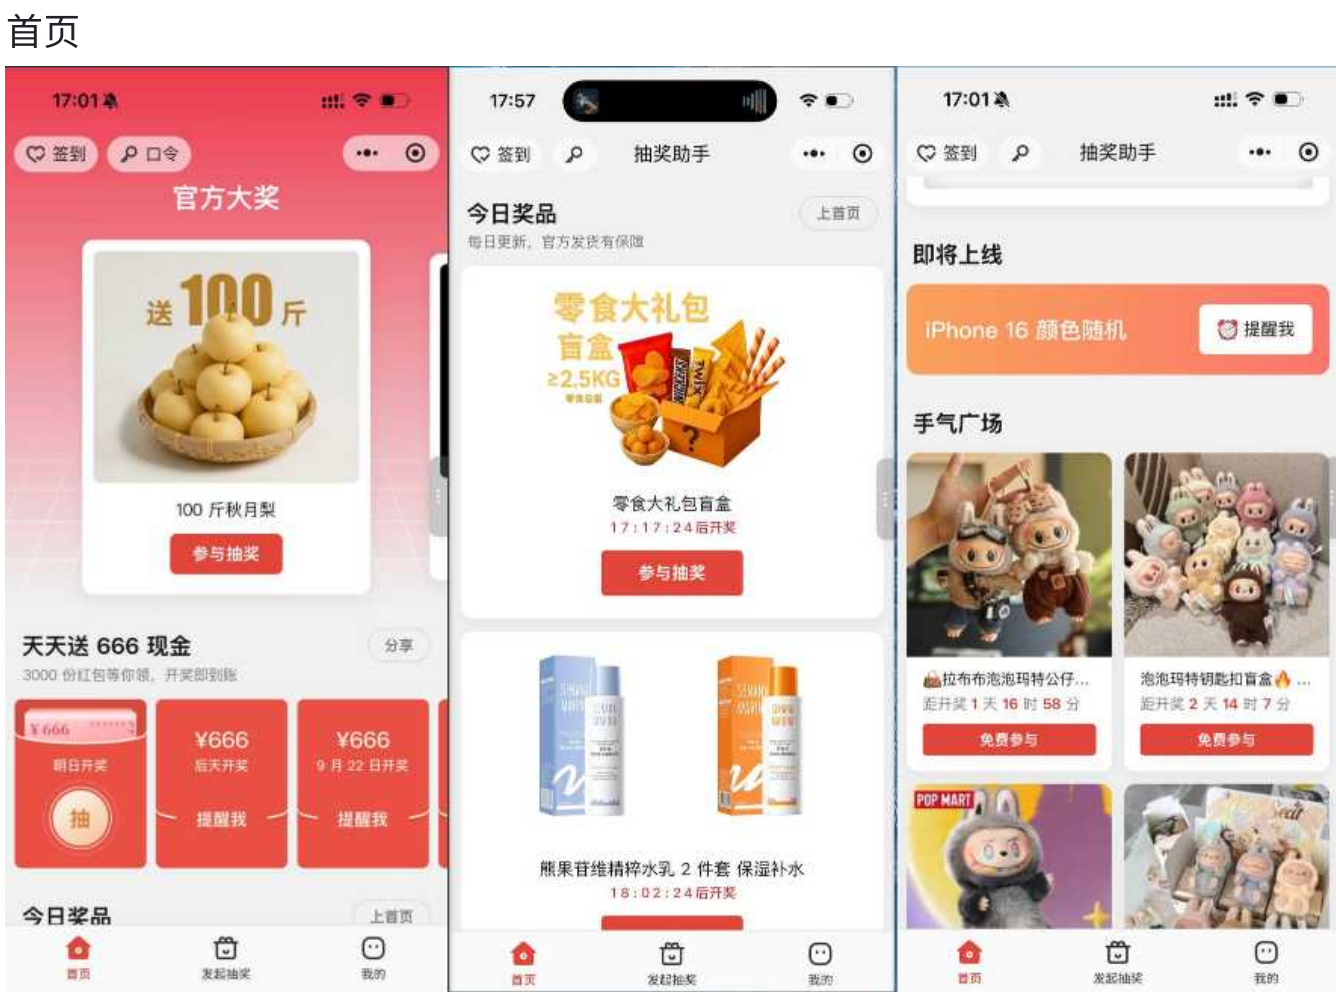 首页
17:01
签到
口令
官方大奖
送100斤
100 斤秋月梨
参与抽奖
天天送 666 现金
分享
3000 份红包等你领，开奖即到账
¥666
明日开奖
抽
¥666
后天开奖
提醒我
¥666
9 月 22 日开奖
提醒我
今日奖品
上首页
首页
发起抽奖
我的
17:57
签到
抽奖助手
今日奖品
上首页
每日更新，官方发货有保障
零食大礼包
盲盒
≥2.5KG
零食大礼包盲盒
17:17:24后开奖
参与抽奖
熊果苷维精粹水乳 2 件套 保湿补水
18:02:24后开奖
首页
发起抽奖
我的
17:01
签到
抽奖助手
即将上线
iPhone 16 颜色随机
提醒我
手气广场
拉布布泡泡玛特公仔...
距开奖 1 天 16 时 58 分
免费参与
泡泡玛特钥匙扣盲盒🔥 ...
距开奖 2 天 14 时 7 分
免费参与
POP MART
首页
发起抽奖
我的